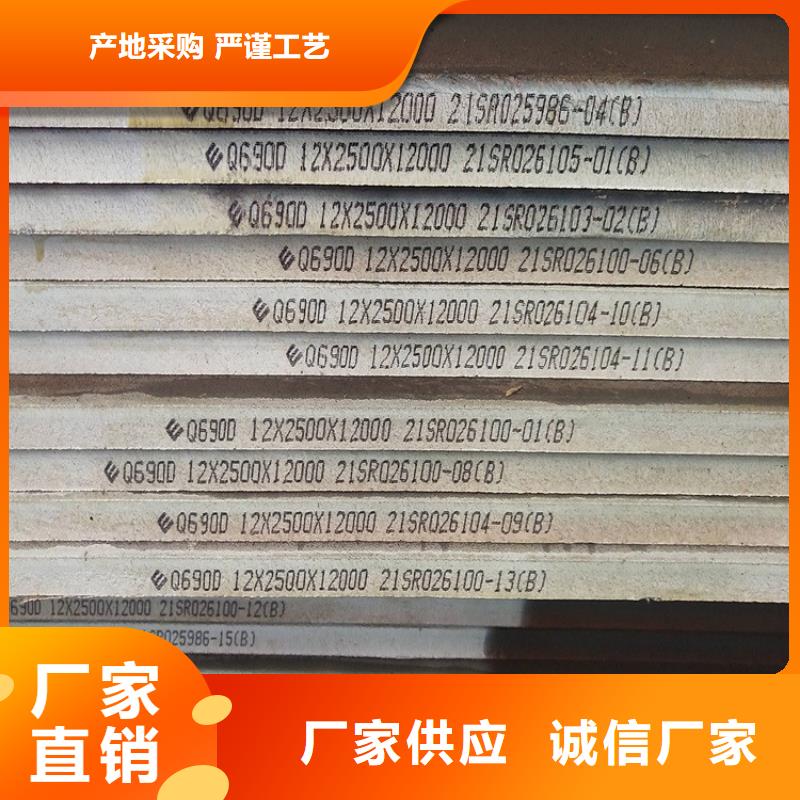 产地采购 严谨工艺
Q690D 12X2500X12000 21SR025986-04(B)
Q690D 12X2500X12000 21SR026105-01(B)
Q690D 12X2500X12000 21SR026103-02(B)
Q690D 12X2500X12000 21SR026100-06(B)
Q690D 12X2500X12000 21SR026104-10(B)
Q690D 12X2500X12000 21SR026104-11(B)
Q690D 12X2500X12000 21SR026100-01(B)
Q690D 12X2500X12000 21SR026100-08(B)
Q690D 12X2500X12000 21SR026104-09(B)
Q690D 12X2500X12000 21SR026100-13(B)
690D 12X2500X12000 21SR026100-12(B)
SR025986-15(B)
厂家
直销
厂家供应 诚信厂家